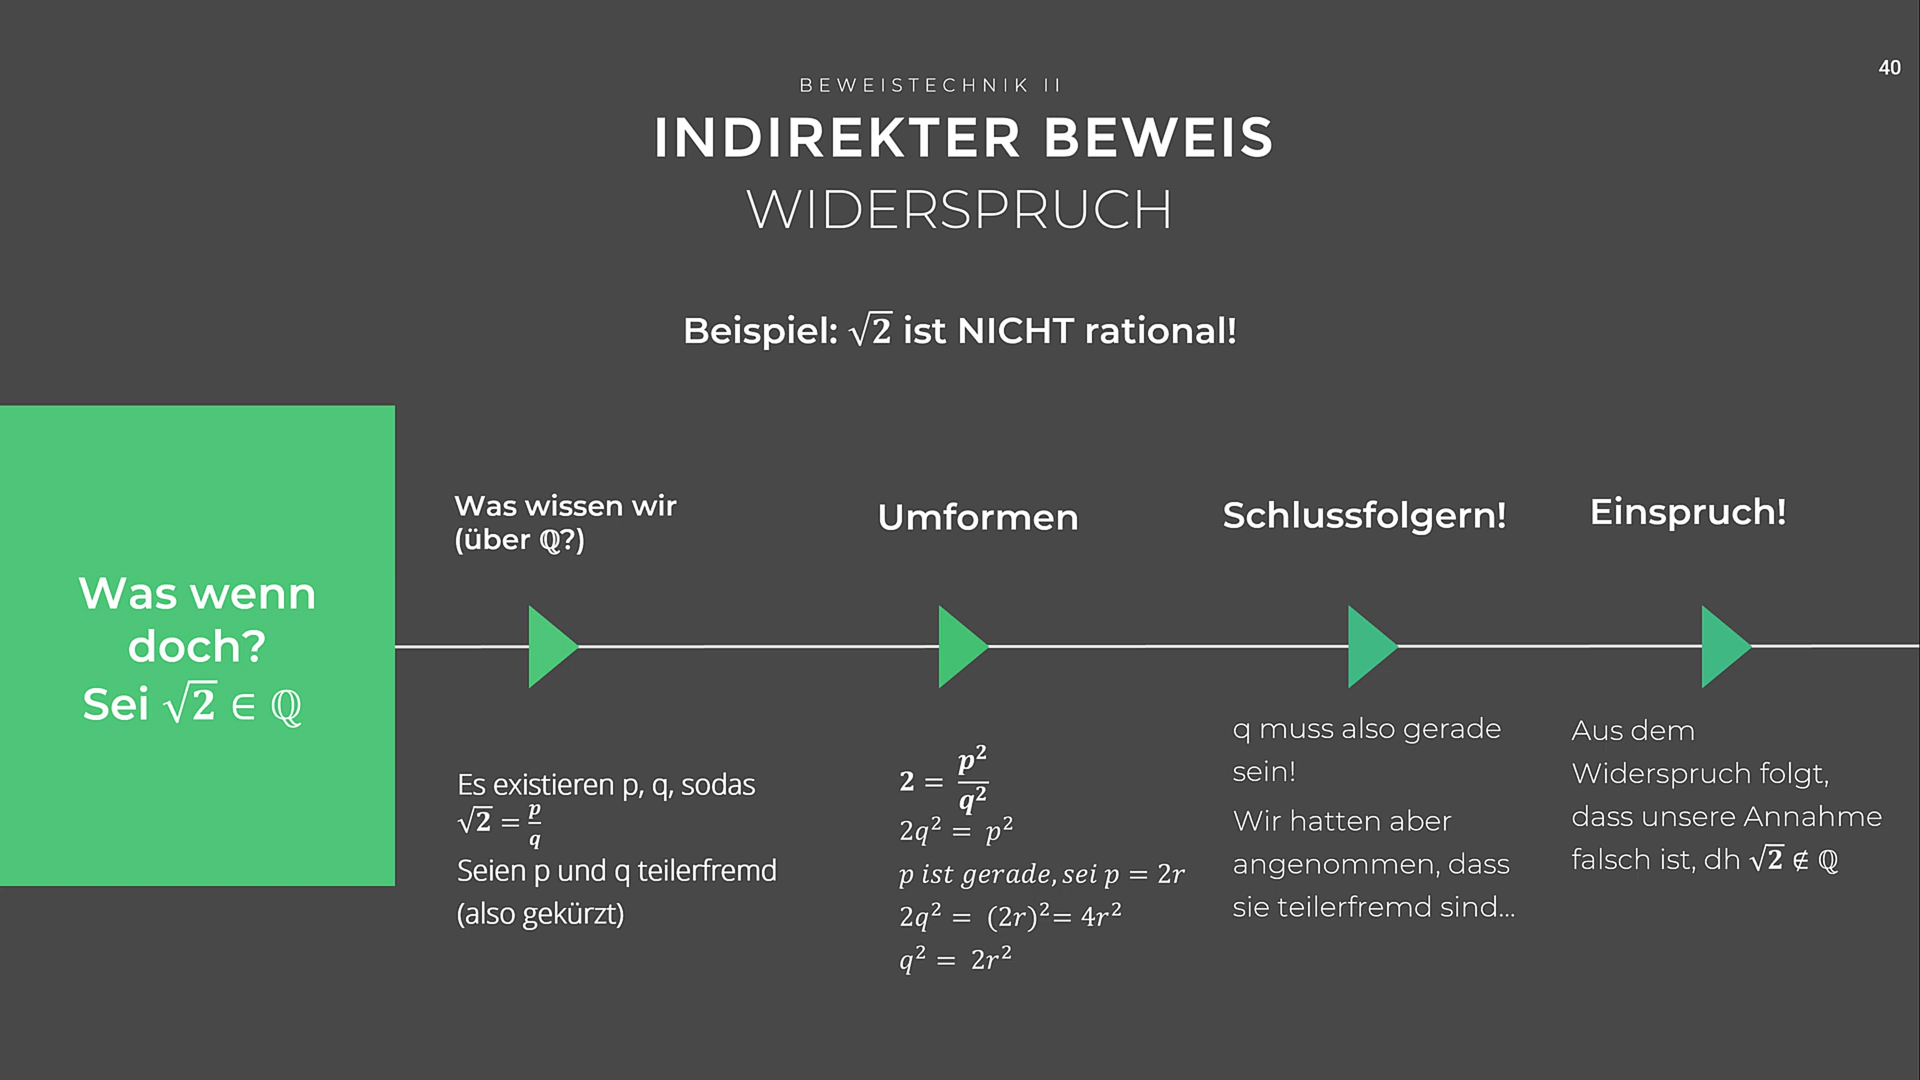 40
BEWEISTECHNIK II
INDIREKTER BEWEIS
WIDERSPRUCH
Beispiel: √2 ist NICHT rational!
Was wenn
doch?
Sei √2 ∈ ℚ
Was wissen wir
(über ℚ?)
Es existieren p, q, sodas
√2 = p/q
Seien p und q teilerfremd
(also gekürzt)
Umformen
2 = p²/q²
2q² = p²
p ist gerade, sei p = 2r
2q² = (2r)² = 4r²
q² = 2r²
Schlussfolgern!
q muss also gerade
sein!
Wir hatten aber
angenommen, dass
sie teilerfremd sind...
Einspruch!
Aus dem
Widerspruch folgt,
dass unsere Annahme
falsch ist, dh √2 ∉ ℚ